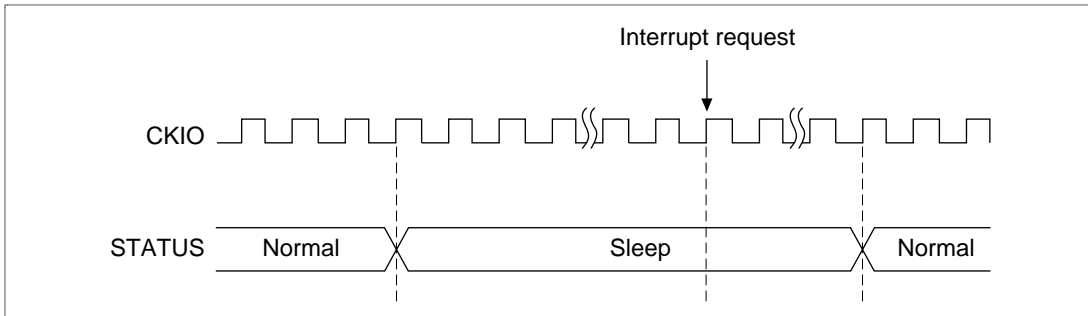 Interrupt request
CKIO
STATUS
Normal
Sleep
Normal